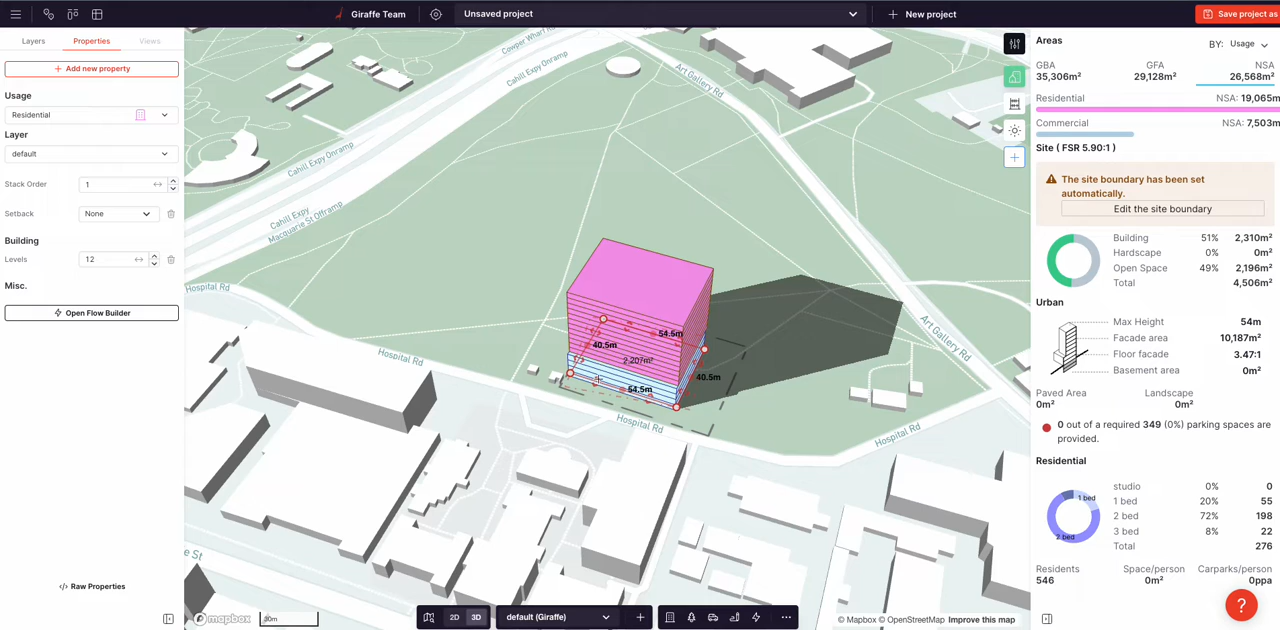 Giraffe Team
Unsaved project
New project
Save project as
Layers
Properties
Views
Add new property
Usage
Residential
Layer
default
Stack Order
1
Setback
None
Building
Levels
12
Misc.
Open Flow Builder
</> Raw Properties
Cowper Wharf
Cahill Expy Onramp
Art Gallery Rd
Cahill Expy Onramp
Cahill Expy
Macquarie St Offramp
Hospital Rd
Art Gallery Rd
Hospital Rd
Hospital Rd
Hospital Rd
e St
54.5m
40.5m
2,207m²
40.5m
54.5m
mapbox
30m
2D
3D
default (Giraffe)
© Mapbox © OpenStreetMap Improve this map
Areas
BY: Usage
GBA
GFA
NSA
35,306m²
29,128m²
26,568m²
Residential
NSA: 19,065m
Commercial
NSA: 7,503m
Site ( FSR 5.90:1 )
The site boundary has been set
automatically.
Edit the site boundary
Building 51% 2,310m²
Hardscape 0% 0m²
Open Space 49% 2,196m²
Total 4,506m²
Urban
Max Height 54m
Facade area 10,187m²
Floor facade 3.47:1
Basement area 0m²
Paved Area
Landscape
0m²
0m²
0 out of a required 349 (0%) parking spaces are
provided.
Residential
1 bed
2 bed
studio 0% 0
1 bed 20% 55
2 bed 72% 198
3 bed 8% 22
Total 276
Residents
Space/person
Carparks/person
546
0m²
0ppa
?